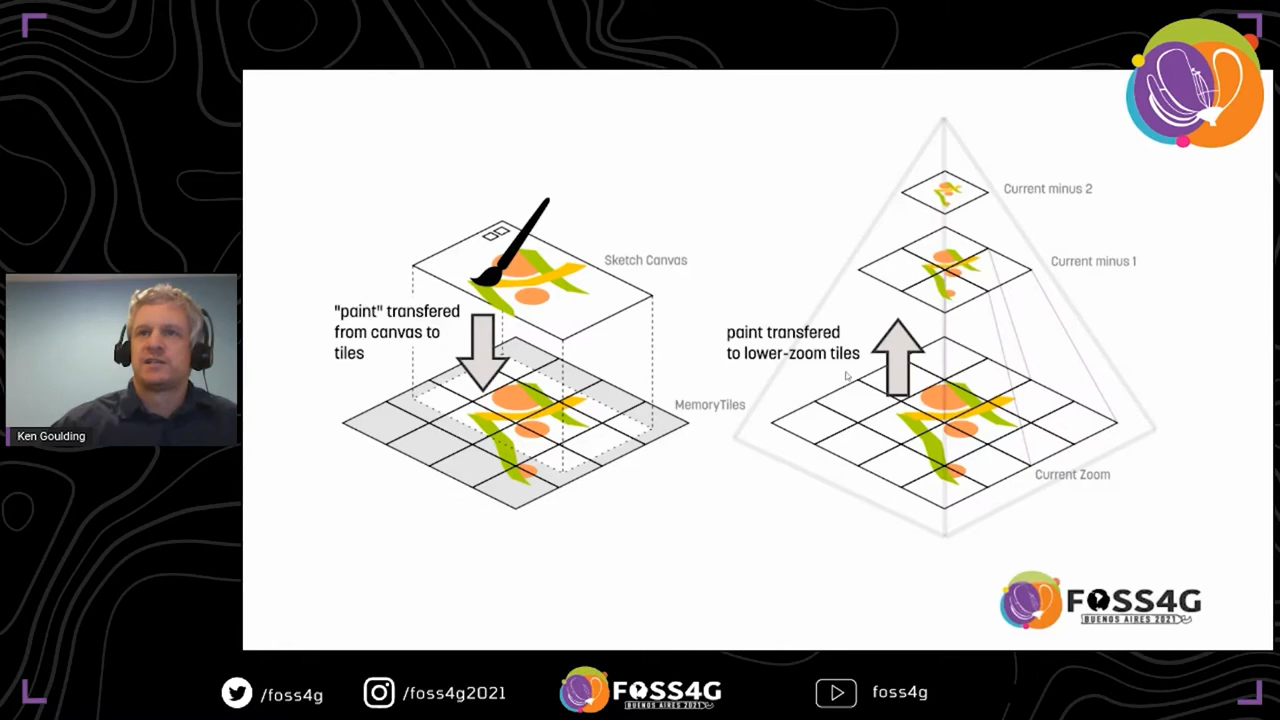 Current minus 2
Sketch Canvas
Current minus 1
"paint" transfered
from canvas to
tiles
paint transfered
to lower-zoom tiles
MemoryTiles
Ken Goulding
Current Zoom
FOSS4G
BUENOS AIRES 2021
/foss4g
/foss4g2021
FOSS4G
BUENOS AIRES 2021
foss4g